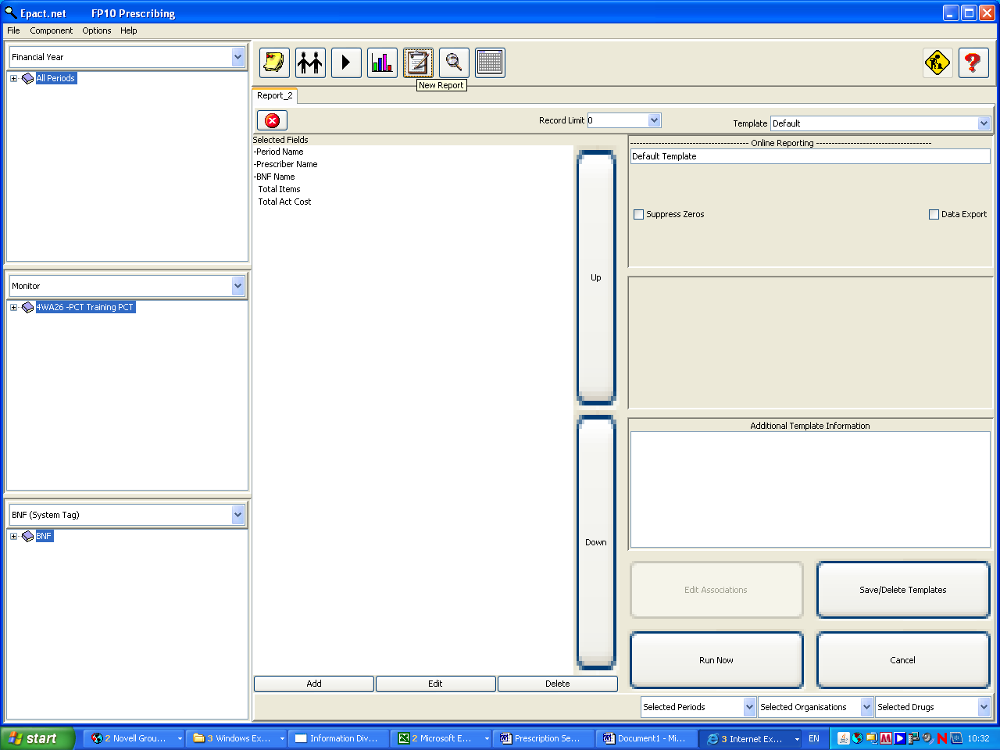 Epact.net FP10 Prescribing
File Component Options Help
Financial Year
All Periods
New Report
Report_2
Record Limit 0
Template Default
Selected Fields
-Period Name
-Prescriber Name
-BNF Name
Total Items
Total Act Cost
Up
Down
Online Reporting
Default Template
Suppress Zeros
Data Export
Monitor
4WA26 -PCT Training PCT
Additional Template Information
BNF (System Tag)
BNF
Edit Associations
Save/Delete Templates
Run Now
Cancel
Add
Edit
Delete
Selected Periods
Selected Organisations
Selected Drugs
start
2 Novell Grou...
3 Windows Ex...
Information Div...
2 Microsoft E...
Prescription Se...
Document1 - Mi...
3 Internet Ex...
EN
10:32